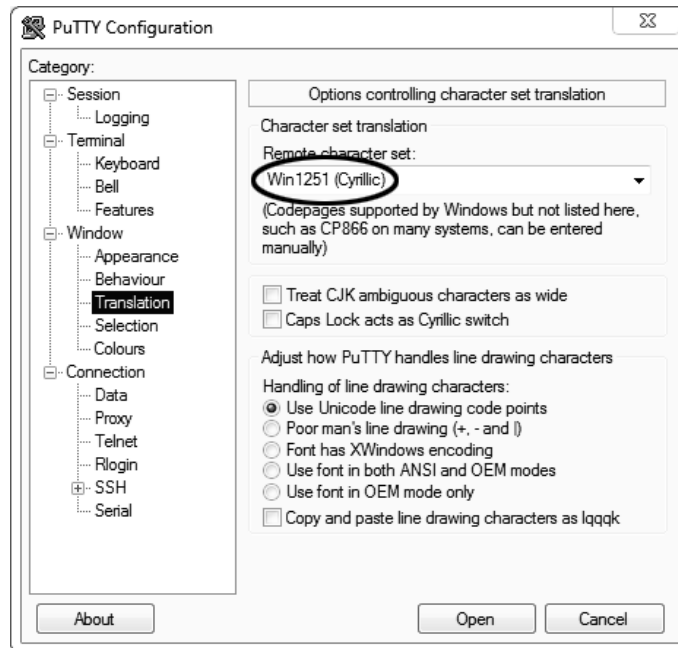 PuTTY Configuration
Category:
Session
Logging
Terminal
Keyboard
Bell
Features
Window
Appearance
Behaviour
Translation
Selection
Colours
Connection
Data
Proxy
Telnet
Rlogin
SSH
Serial
Options controlling character set translation
Character set translation
Remote character set:
Win1251 (Cyrillic)
(Codepages supported by Windows but not listed here,
such as CP866 on many systems, can be entered
manually)
Treat CJK ambiguous characters as wide
Caps Lock acts as Cyrillic switch
Adjust how PuTTY handles line drawing characters
Handling of line drawing characters:
Use Unicode line drawing code points
Poor man's line drawing (+, - and |)
Font has XWindows encoding
Use font in both ANSI and OEM modes
Use font in OEM mode only
Copy and paste line drawing characters as lqqqk
About
Open
Cancel